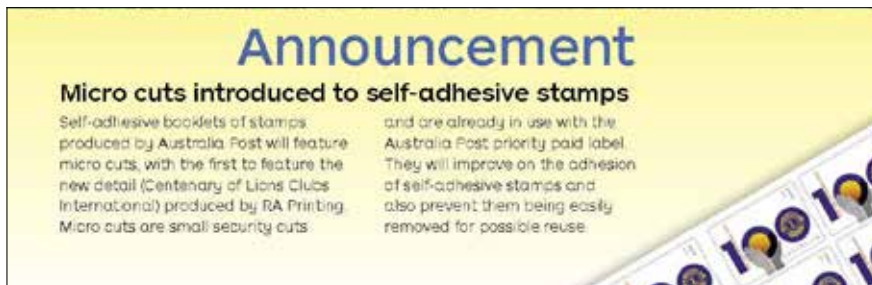 Announcement
Micro cuts introduced to self-adhesive stamps
Self-adhesive booklets of stamps
produced by Australia Post will feature
micro cuts, with the first to feature the
new detail (Centenary of Lions Clubs
International) produced by RA Printing.
Micro cuts are small security cuts
and are already in use with the
Australia Post priority paid label.
They will improve on the adhesion
of self-adhesive stamps and
also prevent them being easily
removed for possible reuse.
100
100
100